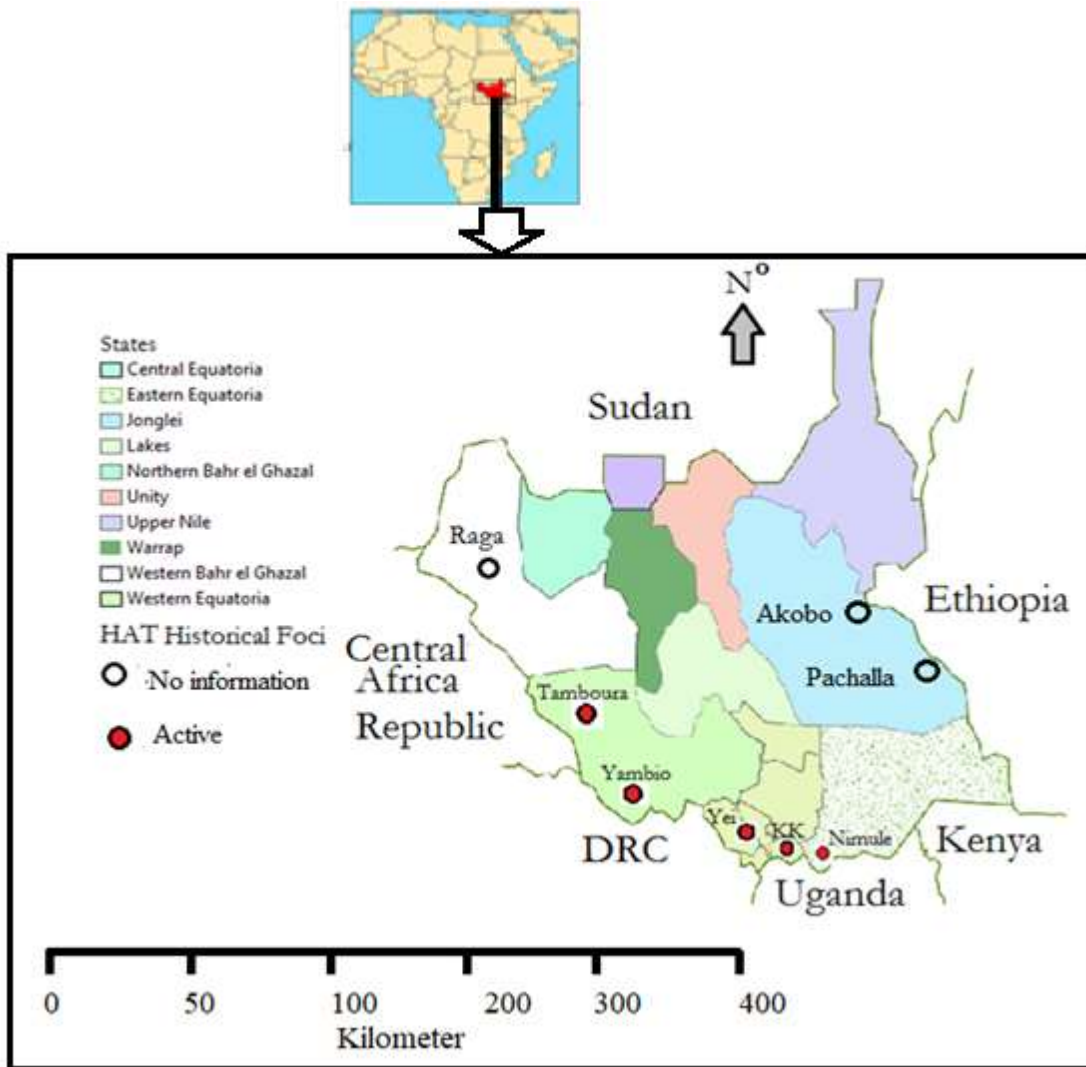 N°
States
Central Equatoria
Eastern Equatoria
Jonglei
Lakes
Northern Bahr el Ghazal
Unity
Upper Nile
Warrap
Western Bahr el Ghazal
Western Equatoria
HAT Historical Foci
No information
Active
Sudan
Raga
Ethiopia
Akobo
Pachalla
Central
Africa
Republic
Tamboura
Yambio
Yei
KK
Nimule
DRC
Kenya
Uganda
0 50 100 200 300 400
Kilometer